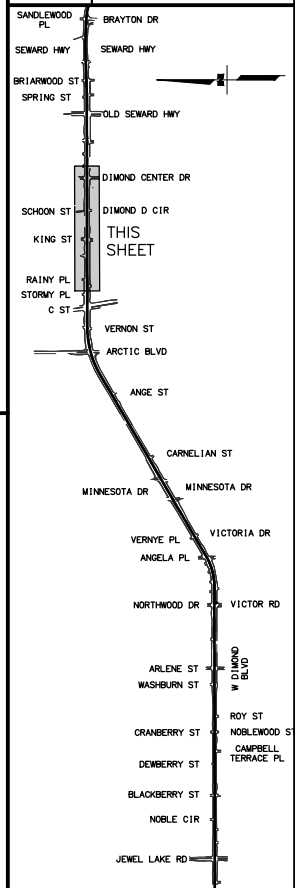 SANDLEWOOD
PL
BRAYTON DR
SEWARD HWY
SEWARD HWY
BRIARWOOD ST
SPRING ST
OLD SEWARD HWY
N
DIMOND CENTER DR
SCHOON ST
DIMOND D CIR
THIS
SHEET
KING ST
RAINY PL
STORMY PL
C ST
VERNON ST
ARCTIC BLVD
ANGE ST
CARNELIAN ST
MINNESOTA DR
MINNESOTA DR
VICTORIA DR
VERNYE PL
ANGELA PL
NORTHWOOD DR
VICTOR RD
W DIMOND
BLVD
ARLENE ST
WASHBURN ST
ROY ST
CRANBERRY ST
NOBLEWOOD ST
CAMPBELL
TERRACE PL
DEWBERRY ST
BLACKBERRY ST
NOBLE CIR
JEWEL LAKE RD